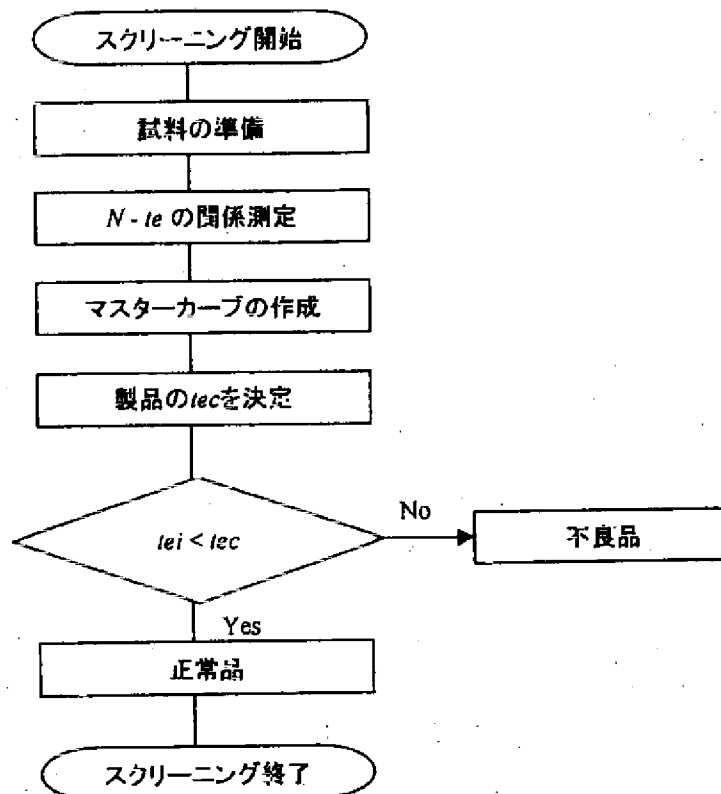 スクリーニング開始
試料の準備
N - te の関係測定
マスターカーブの作成
製品のtecを決定
tei < tec
No
不良品
Yes
正常品
スクリーニング終了